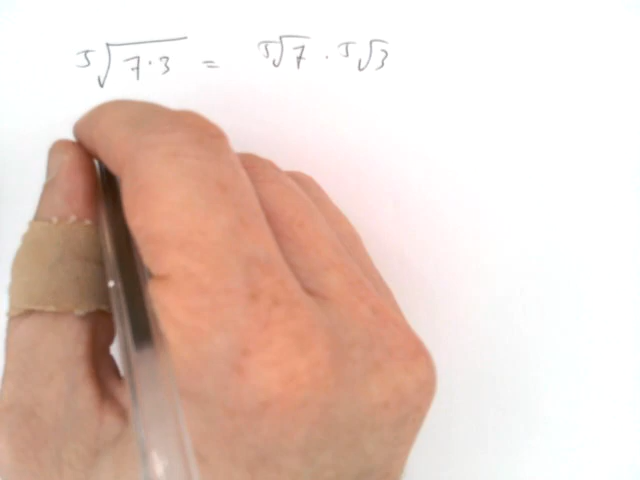 ⁵√(7·3) = ⁵√7 · ⁵√3